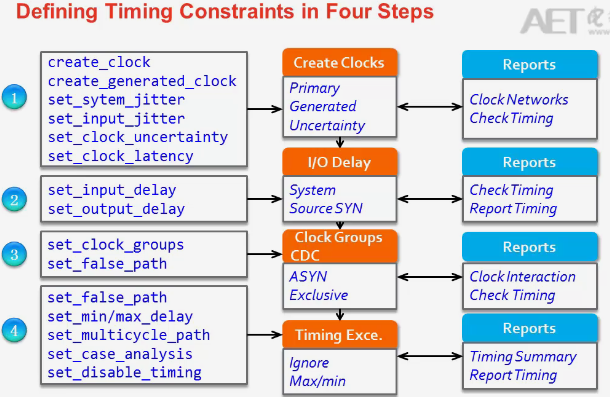 Defining Timing Constraints in Four Steps
AET
www
1
create_clock
create_generated_clock
set_sytem_jitter
set_input_jitter
set_clock_uncertainty
set_clock_latency
Create Clocks
Primary
Generated
Uncertainty
Reports
Clock Networks
Check Timing
2
set_input_delay
set_output_delay
I/O Delay
System
Source SYN
Reports
Check Timing
Report Timing
3
set_clock_groups
set_false_path
Clock Groups
CDC
ASYN
Exclusive
Reports
Clock Interaction
Check Timing
4
set_false_path
set_min/max_delay
set_multicycle_path
set_case_analysis
set_disable_timing
Timing Exce.
Ignore
Max/min
Reports
Timing Summary
Report Timing